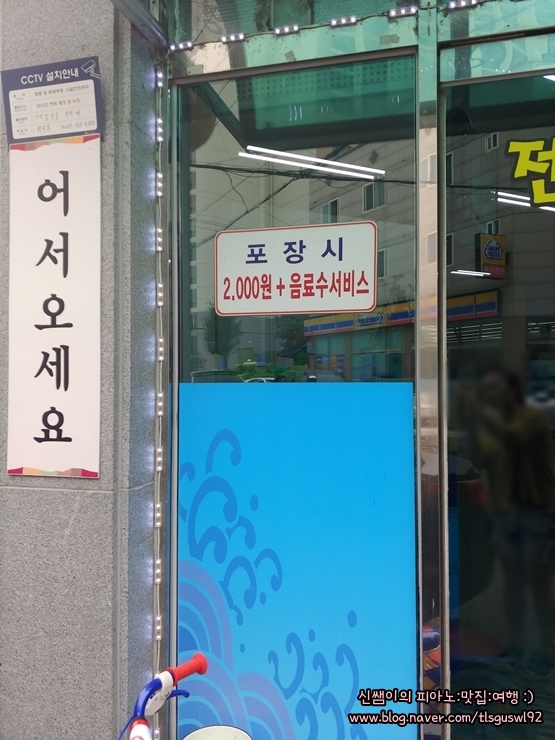 CCTV 설치안내
어서오세요
포장시
2.000원 + 음료수서비스
전
신쌤이의 피아노:맛집:여행 :)
www.blog.naver.com/tlsguswl92